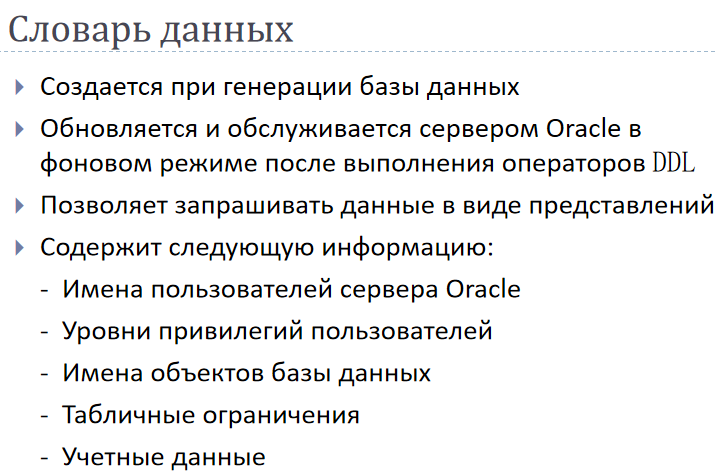 Словарь данных
Создается при генерации базы данных
Обновляется и обслуживается сервером Oracle в
фоновом режиме после выполнения операторов DDL
Позволяет запрашивать данные в виде представлений
Содержит следующую информацию:
- Имена пользователей сервера Oracle
- Уровни привилегий пользователей
- Имена объектов базы данных
- Табличные ограничения
- Учетные данные